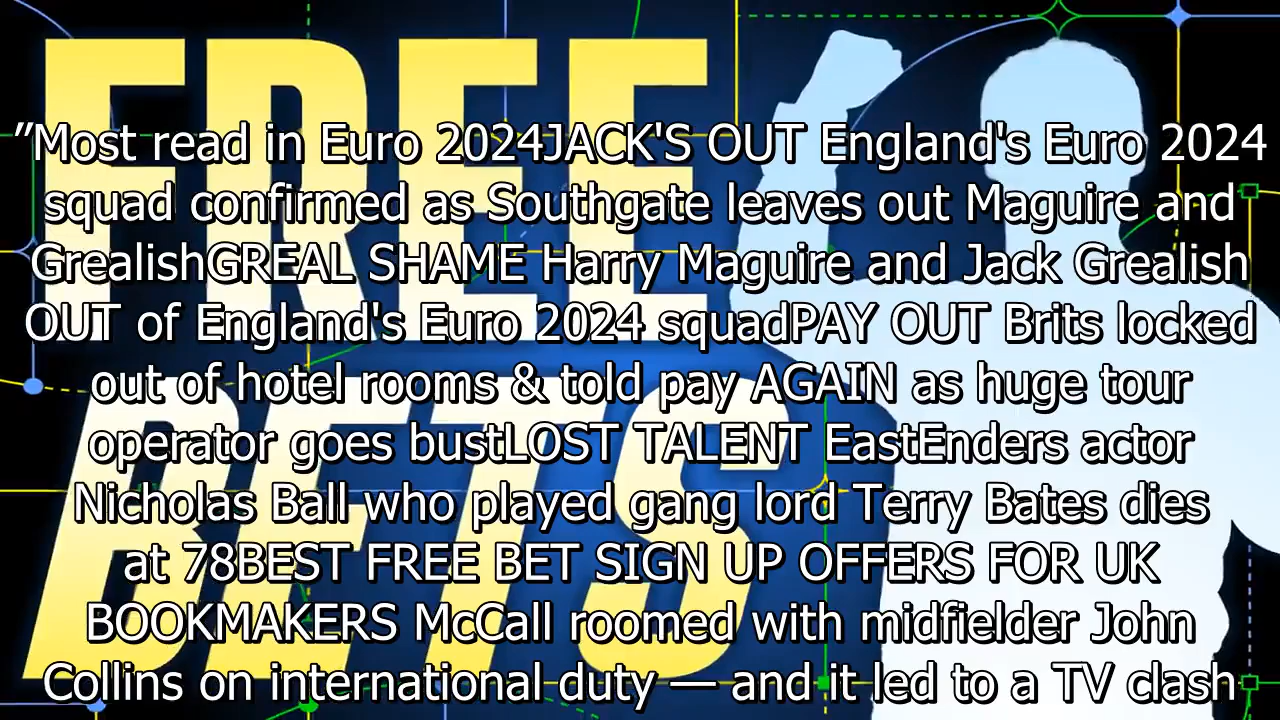 FREE
BETS
"Most read in Euro 2024JACK'S OUT England's Euro 2024
squad confirmed as Southgate leaves out Maguire and
GrealishGREAL SHAME Harry Maguire and Jack Grealish
OUT of England's Euro 2024 squadPAY OUT Brits locked
out of hotel rooms & told pay AGAIN as huge tour
operator goes bustLOST TALENT EastEnders actor
Nicholas Ball who played gang lord Terry Bates dies
at 78BEST FREE BET SIGN UP OFFERS FOR UK
BOOKMAKERS McCall roomed with midfielder John
Collins on international duty — and it led to a TV clash